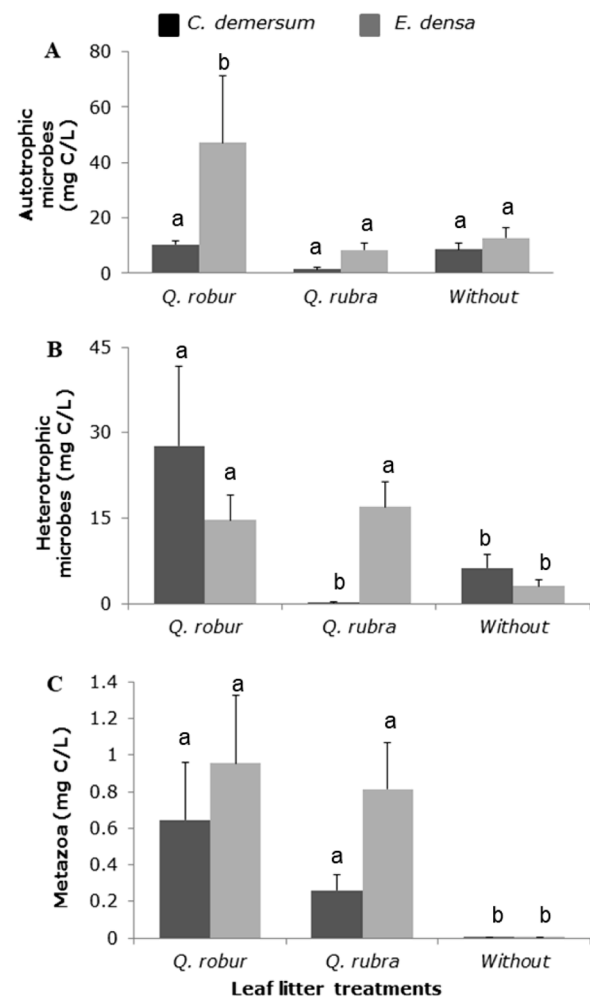 C. demersum E. densa
A
Autotrophic
microbes
(mg C/L)
80
60
40
20
0
a b
a a
a a
Q. robur Q. rubra Without
B
Heterotrophic
microbes (mg C/L)
45
30
15
0
a a
b a
b b
Q. robur Q. rubra Without
C
Metazoa (mg C/L)
1.4
1.2
1
0.8
0.6
0.4
0.2
0
a a
a a
b b
Q. robur Q. rubra Without
Leaf litter treatments